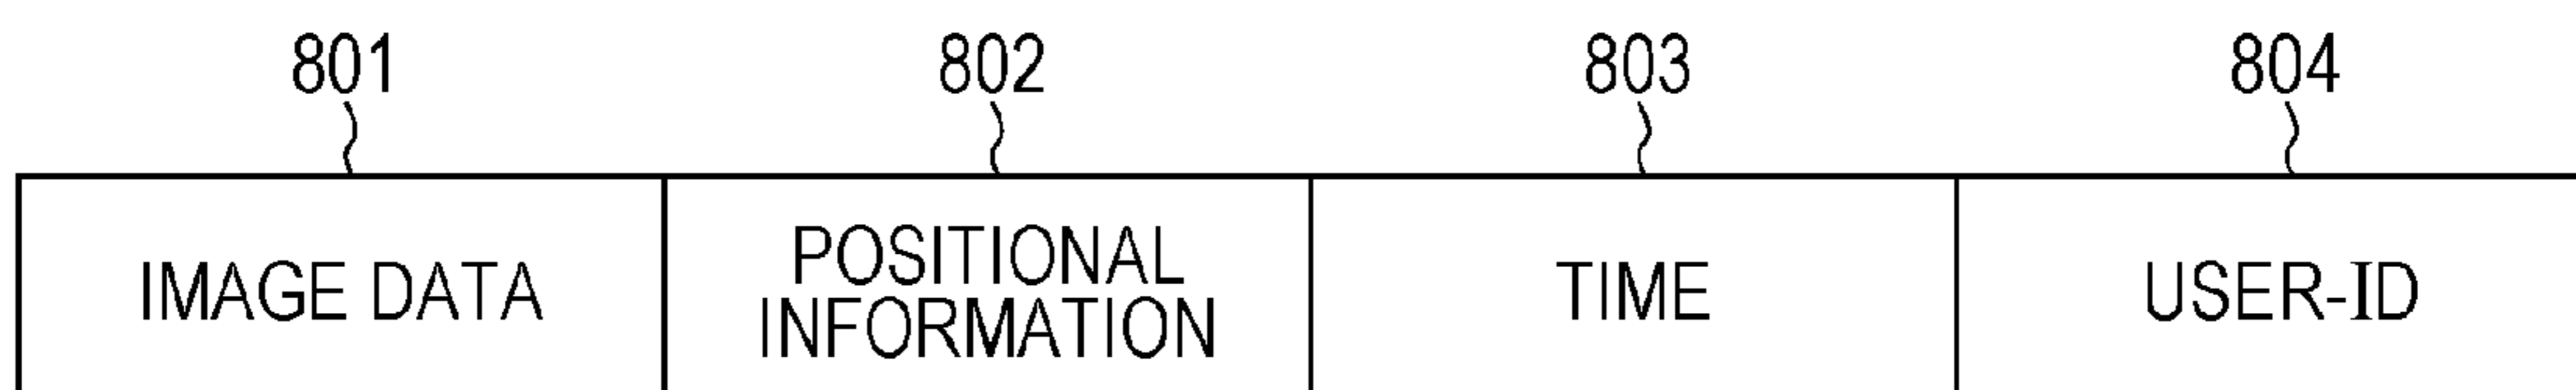 801 802 803 804
IMAGE DATA POSITIONAL INFORMATION TIME USER-ID